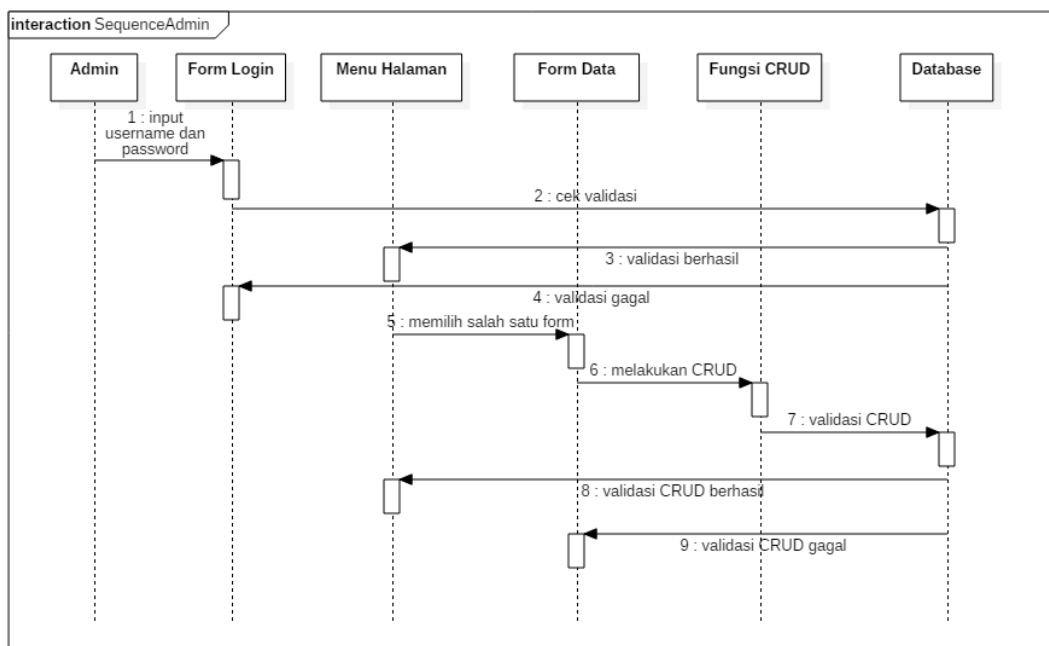 interaction SequenceAdmin
Admin
Form Login
Menu Halaman
Form Data
Fungsi CRUD
Database
1 : input
username dan
password
2 : cek validasi
3 : validasi berhasil
4 : validasi gagal
5 : memilih salah satu form
6 : melakukan CRUD
7 : validasi CRUD
8 : validasi CRUD berhasil
9 : validasi CRUD gagal